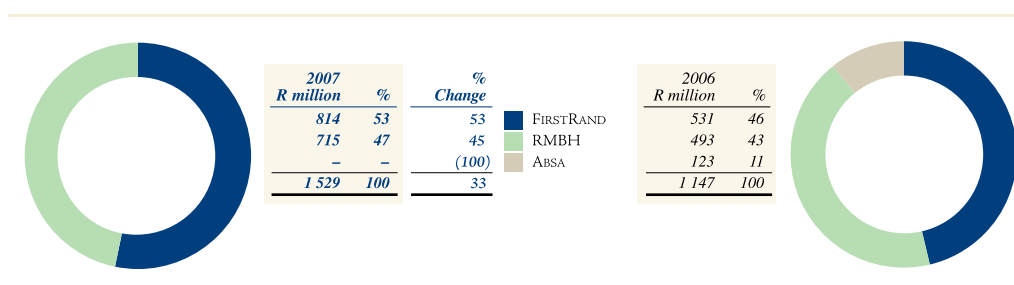 2007 % 2006
R million % Change R million %
814 53 53 FIRSTRAND 531 46
715 47 45 RMBH 493 43
– – (100) ABSA 123 11
1 529 100 33 1 147 100